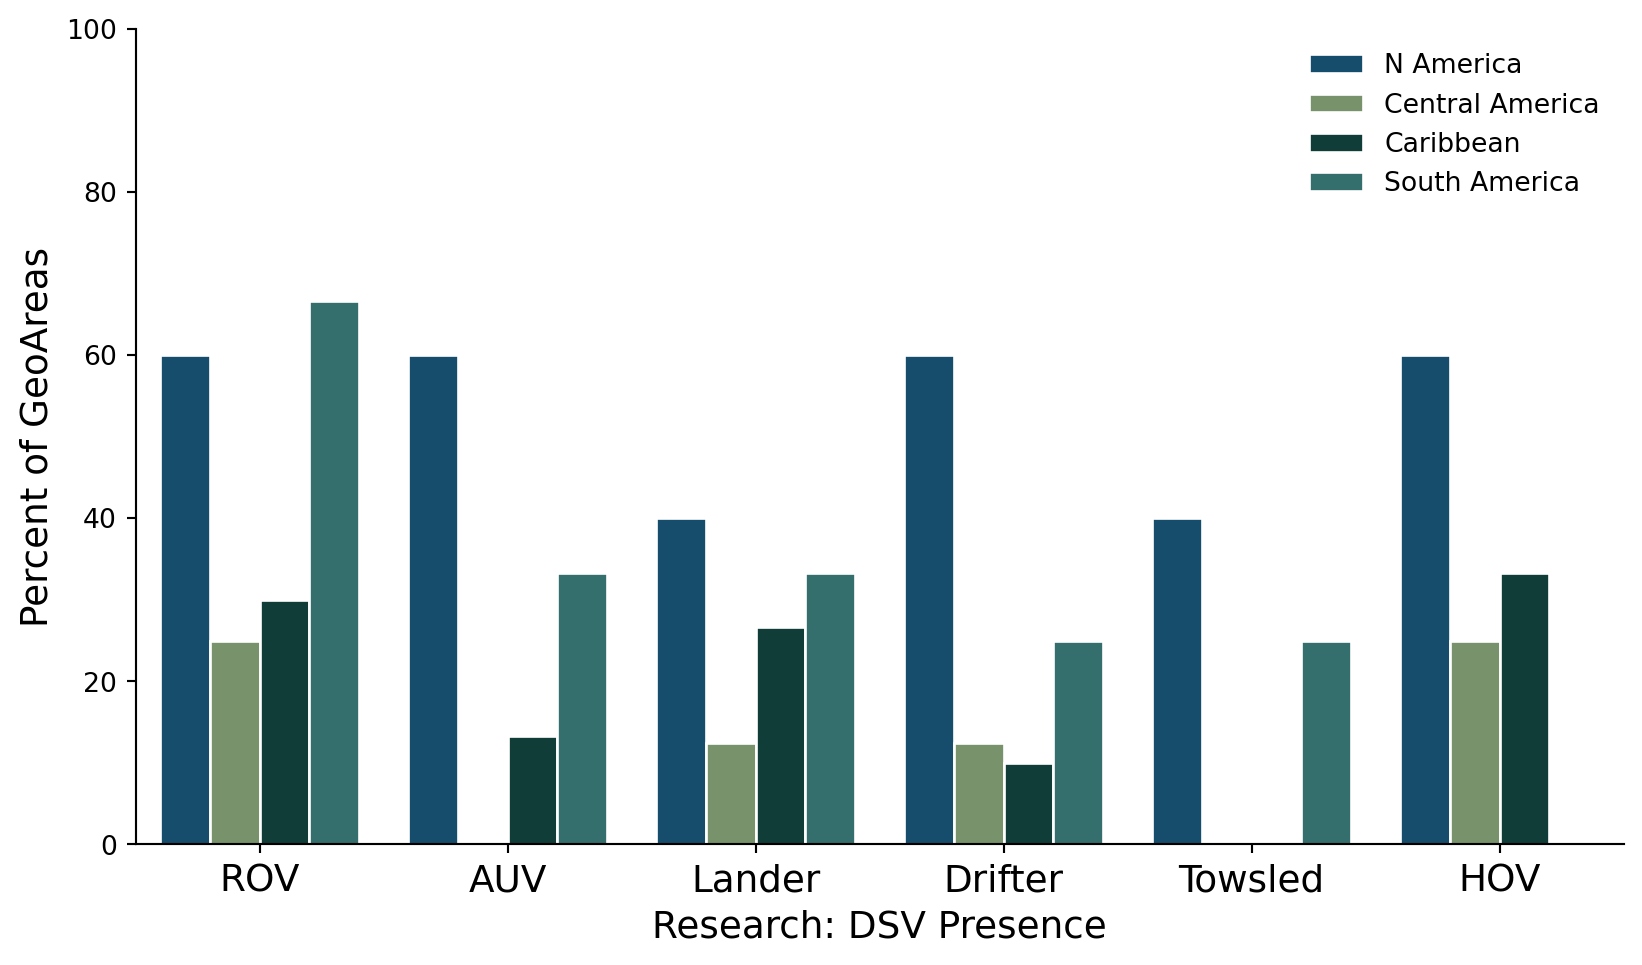 100
80
60
40
20
0
Percent of GeoAreas
N America
Central America
Caribbean
South America
ROV AUV Lander Drifter Towsled HOV
Research: DSV Presence